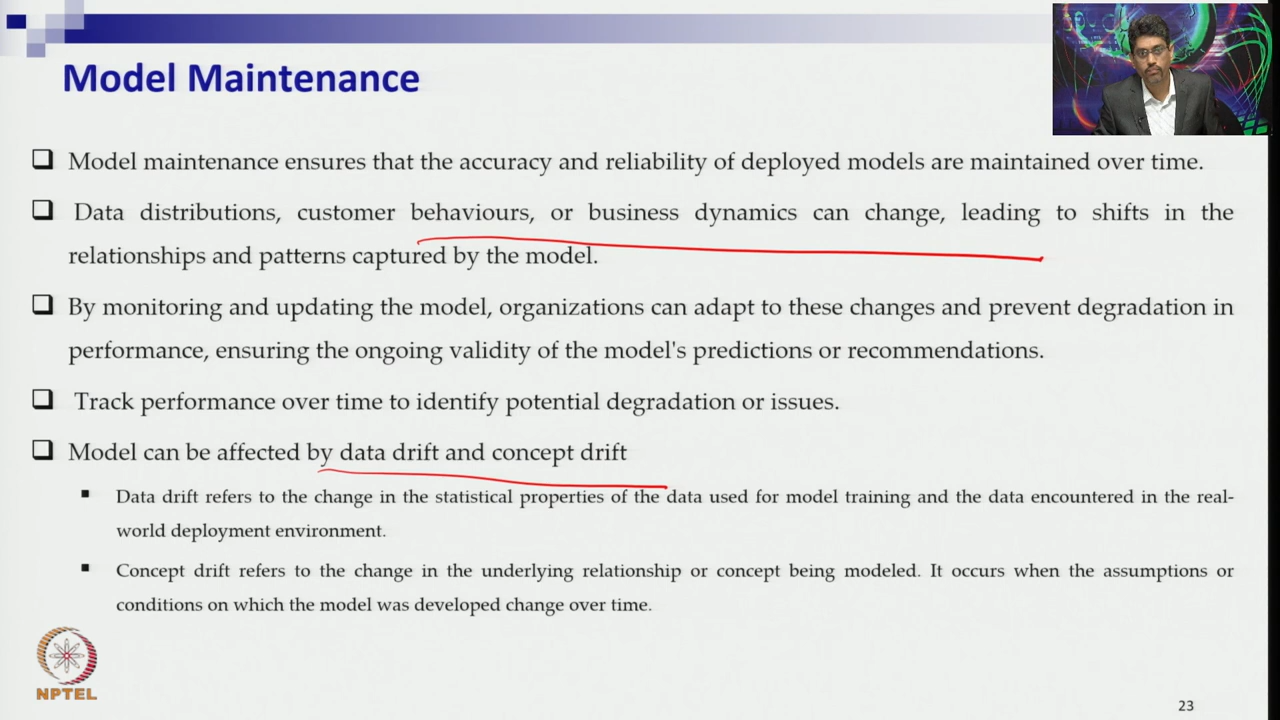 Model Maintenance
Model maintenance ensures that the accuracy and reliability of deployed models are maintained over time.
Data distributions, customer behaviours, or business dynamics can change, leading to shifts in the
relationships and patterns captured by the model.
By monitoring and updating the model, organizations can adapt to these changes and prevent degradation in
performance, ensuring the ongoing validity of the model's predictions or recommendations.
Track performance over time to identify potential degradation or issues.
Model can be affected by data drift and concept drift
Data drift refers to the change in the statistical properties of the data used for model training and the data encountered in the real-
world deployment environment.
Concept drift refers to the change in the underlying relationship or concept being modeled. It occurs when the assumptions or
conditions on which the model was developed change over time.
NPTEL
23